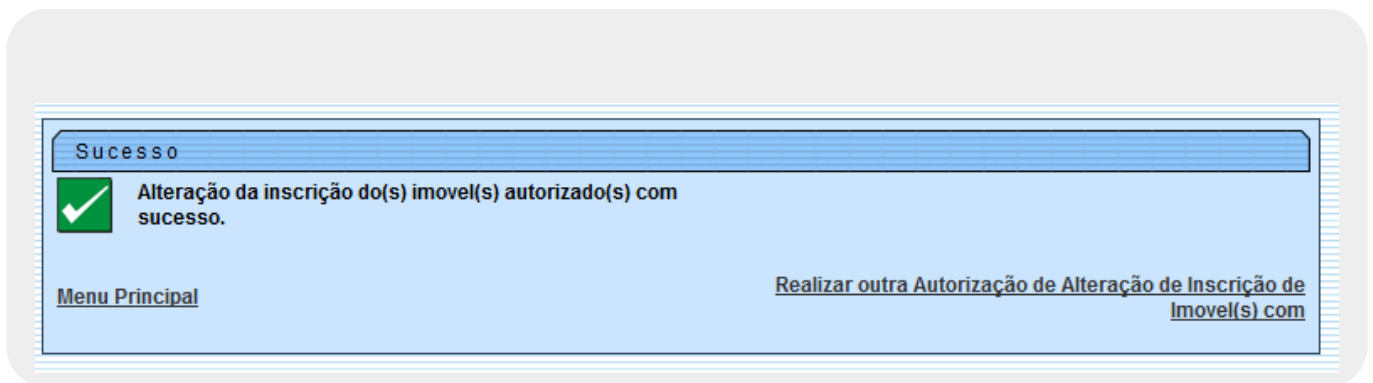 Sucesso
Alteração da inscrição do(s) imovel(s) autorizado(s) com
sucesso.
Menu Principal
Realizar outra Autorização de Alteração de Inscrição de
Imovel(s) com